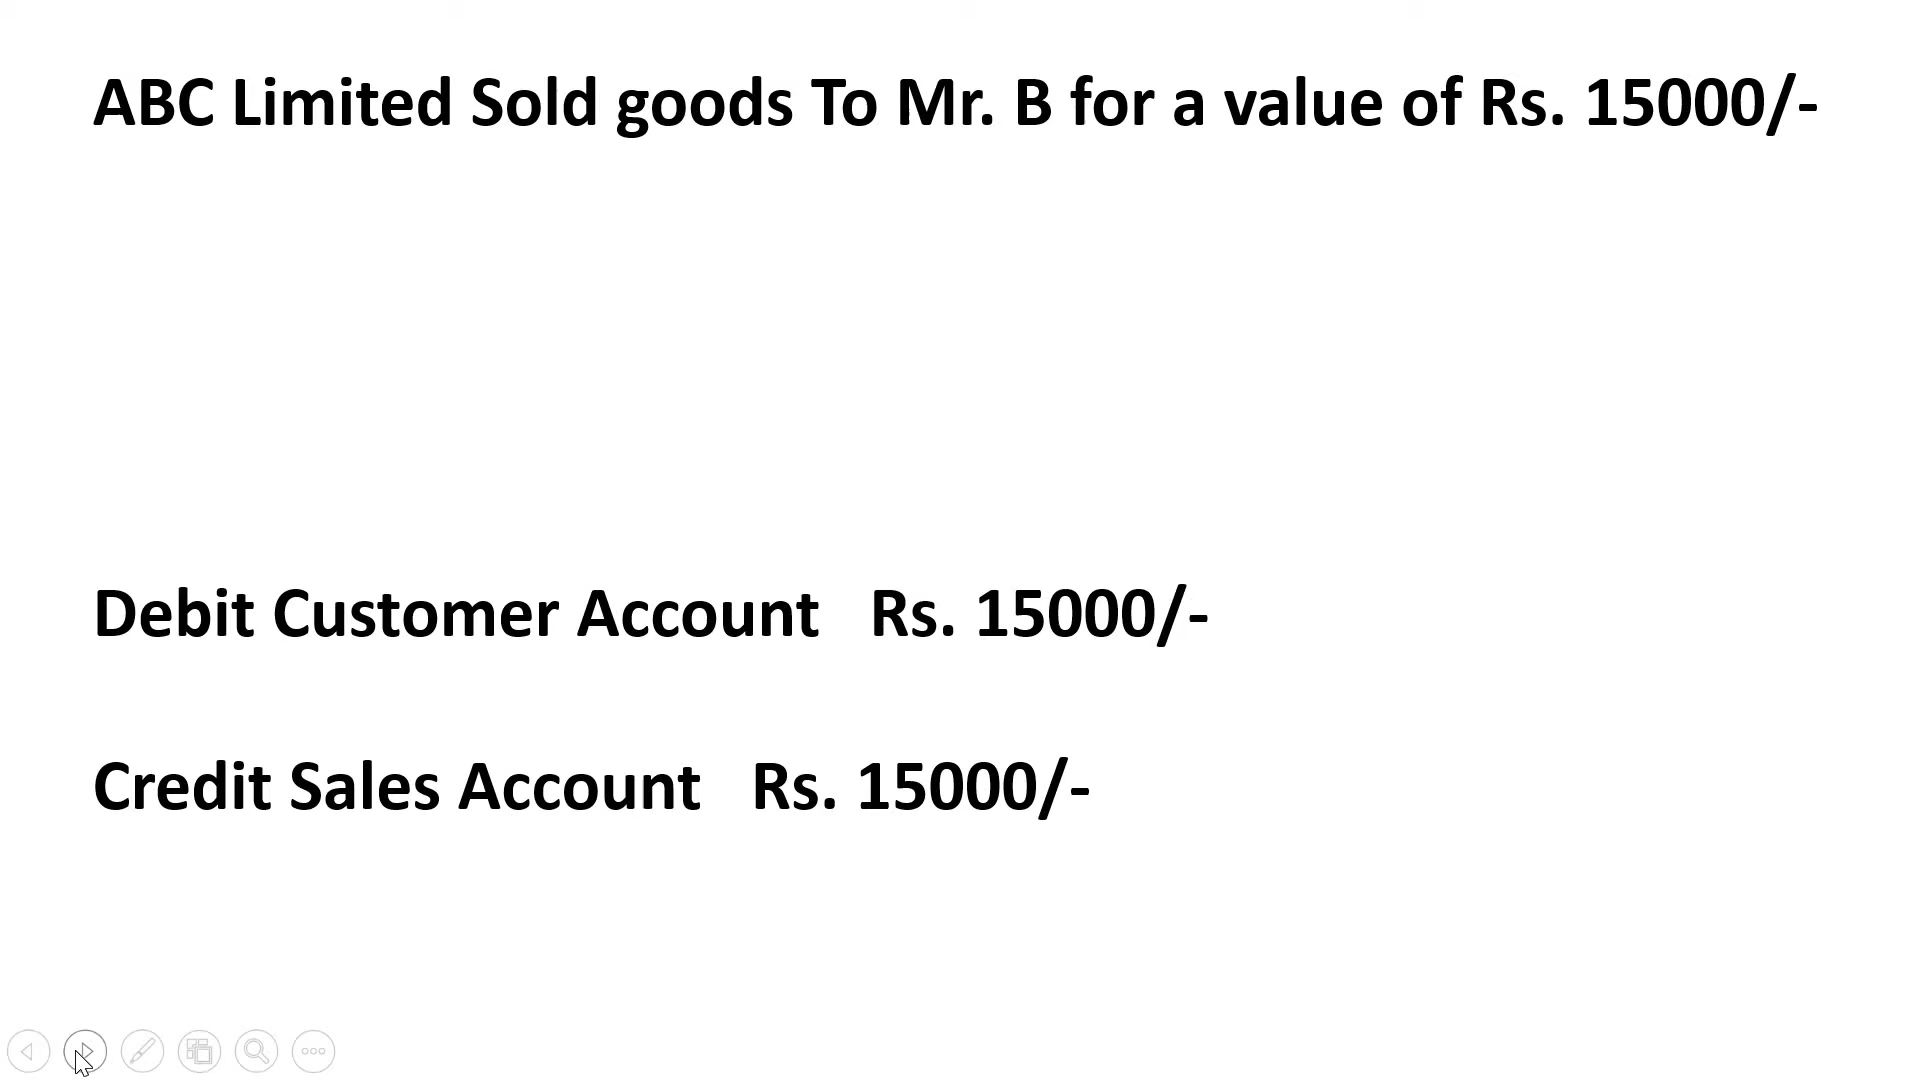 ABC Limited Sold goods To Mr. B for a value of Rs. 15000/-
Debit Customer Account   Rs. 15000/-
Credit Sales Account   Rs. 15000/-